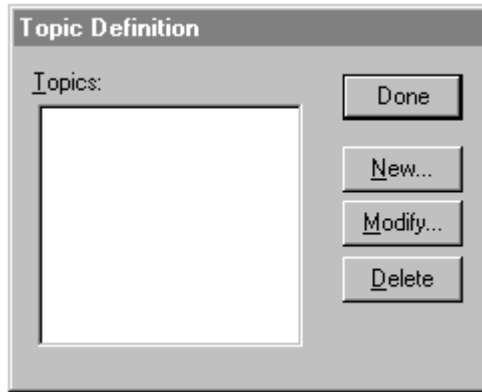 Topic Definition
Topics:
Done
New...
Modify...
Delete